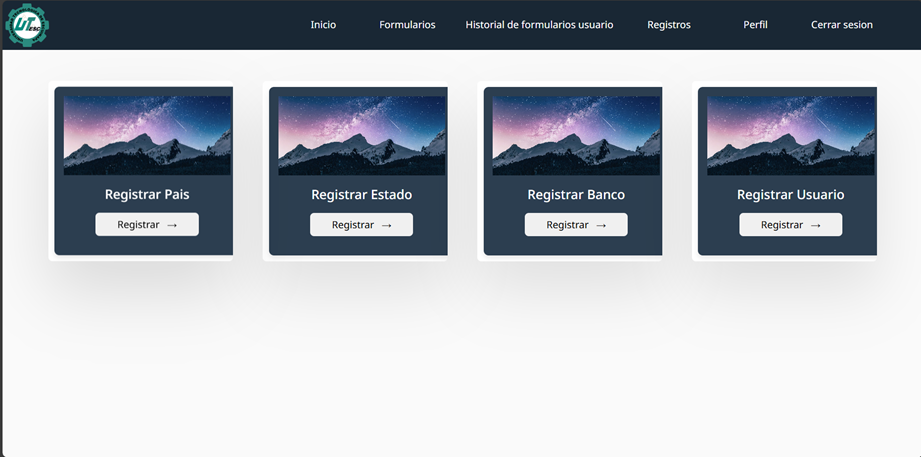 UT
ESC
Inicio Formularios Historial de formularios usuario Registros Perfil Cerrar sesion
Registrar Pais Registrar Estado Registrar Banco Registrar Usuario
Registrar → Registrar → Registrar → Registrar →